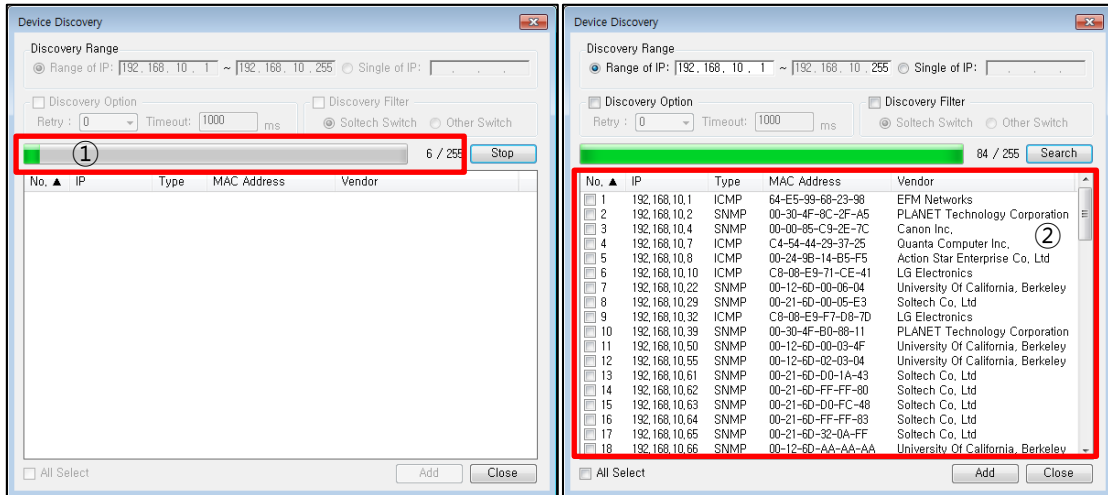 Device Discovery
Discovery Range
Range of IP: 192, 168, 10, 1 ~ 192, 168, 10, 255 Single of IP: . . .
Discovery Option Discovery Filter
Retry : 0 Timeout: 1000 ms Soltech Switch Other Switch
① 6 / 255 Stop
No. ▲ IP Type MAC Address Vendor
All Select Add Close
Device Discovery
Discovery Range
Range of IP: 192, 168, 10, 1 ~ 192, 168, 10, 255 Single of IP: . . .
Discovery Option Discovery Filter
Retry : 0 Timeout: 1000 ms Soltech Switch Other Switch
84 / 255 Search
No. ▲ IP Type MAC Address Vendor
1 192,168,10,1 ICMP 64-E5-99-68-23-98 EFM Networks
2 192,168,10,2 SNMP 00-30-4F-8C-2F-A5 PLANET Technology Corporation
3 192,168,10,4 SNMP 00-00-85-C9-2E-7C Canon Inc,
4 192,168,10,7 ICMP C4-54-44-29-37-25 Quanta Computer Inc, ②
5 192,168,10,8 ICMP 00-24-9B-14-B5-F5 Action Star Enterprise Co, Ltd
6 192,168,10,10 ICMP C8-08-E9-71-CE-41 LG Electronics
7 192,168,10,22 SNMP 00-12-6D-00-06-04 University Of California, Berkeley
8 192,168,10,29 SNMP 00-21-6D-00-05-E3 Soltech Co, Ltd
9 192,168,10,32 ICMP C8-08-E9-F7-D8-7D LG Electronics
10 192,168,10,39 SNMP 00-30-4F-B0-88-11 PLANET Technology Corporation
11 192,168,10,50 SNMP 00-12-6D-00-03-4F University Of California, Berkeley
12 192,168,10,55 SNMP 00-12-6D-02-03-04 University Of California, Berkeley
13 192,168,10,61 SNMP 00-21-6D-D0-1A-43 Soltech Co, Ltd
14 192,168,10,62 SNMP 00-21-6D-FF-FF-80 Soltech Co, Ltd
15 192,168,10,63 SNMP 00-21-6D-D0-FC-48 Soltech Co, Ltd
16 192,168,10,64 SNMP 00-21-6D-FF-FF-83 Soltech Co, Ltd
17 192,168,10,65 SNMP 00-21-6D-32-0A-FF Soltech Co, Ltd
18 192,168,10,66 SNMP 00-12-6D-AA-AA-AA University Of California, Berkeley
All Select Add Close